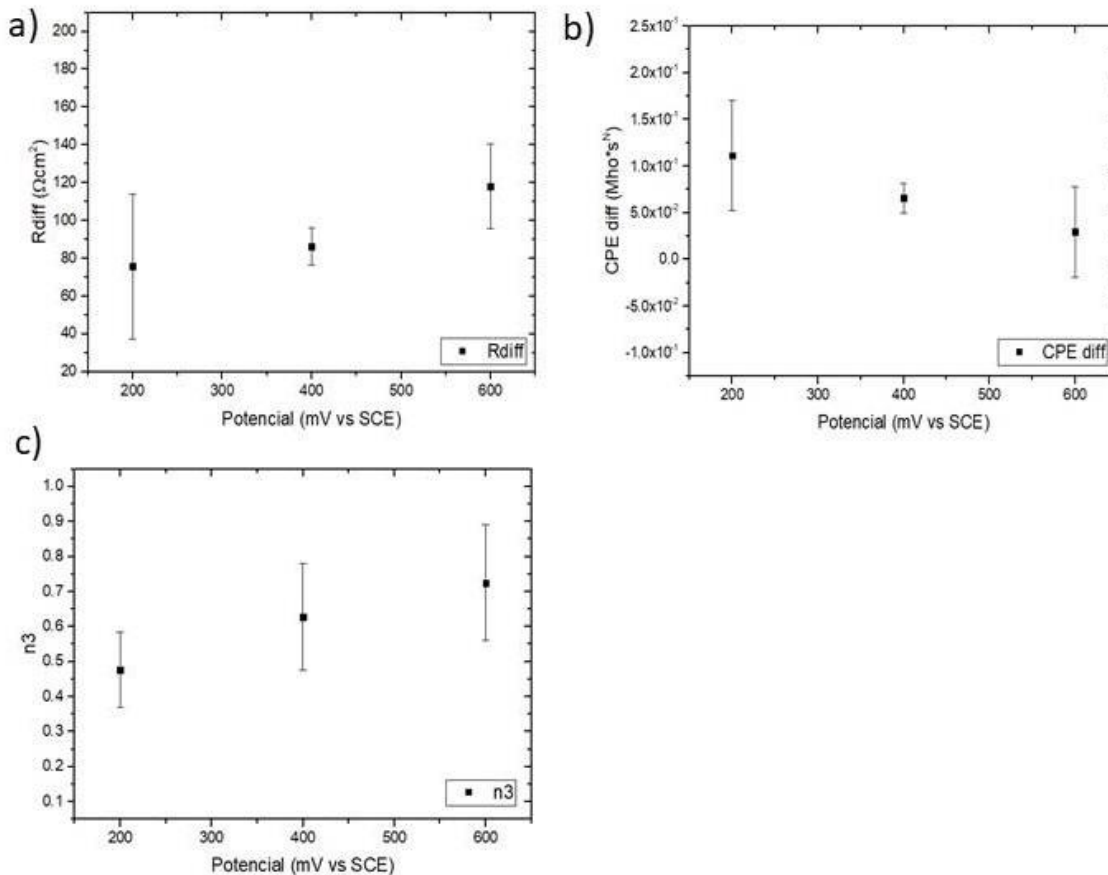 a)
200
180
160
140
120
100
80
60
40
20
Rdiff (Ωcm²)
Rdiff
200 300 400 500 600
Potencial (mV vs SCE)
b)
2.5x10⁻¹
2.0x10⁻¹
1.5x10⁻¹
1.0x10⁻¹
5.0x10⁻²
0.0
-5.0x10⁻²
-1.0x10⁻¹
CPE diff (Mho*sᴺ)
CPE diff
200 300 400 500 600
Potencial (mV vs SCE)
c)
1.0
0.9
0.8
0.7
0.6
0.5
0.4
0.3
0.2
0.1
n3
n3
200 300 400 500 600
Potencial (mV vs SCE)